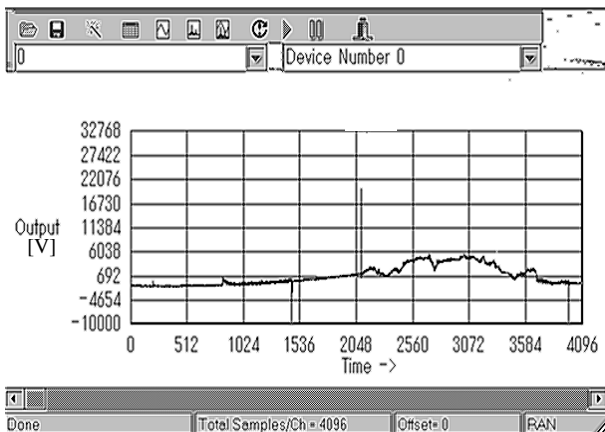 0
Device Number 0
32768
27422
22076
16730
11384
6038
692
-4654
-10000
Output
[V]
0 512 1024 1536 2048 2560 3072 3584 4096
Time ->
Done
Total Samples/Ch = 4096
Offset= 0
RAN